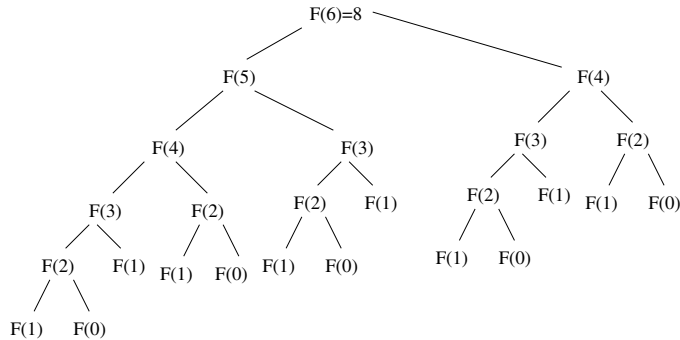 F(6)=8
F(5) F(4)
F(4) F(3) F(3) F(2)
F(3) F(2) F(2) F(1) F(2) F(1) F(1) F(0)
F(2) F(1) F(1) F(0) F(1) F(0) F(1) F(0)
F(1) F(0)